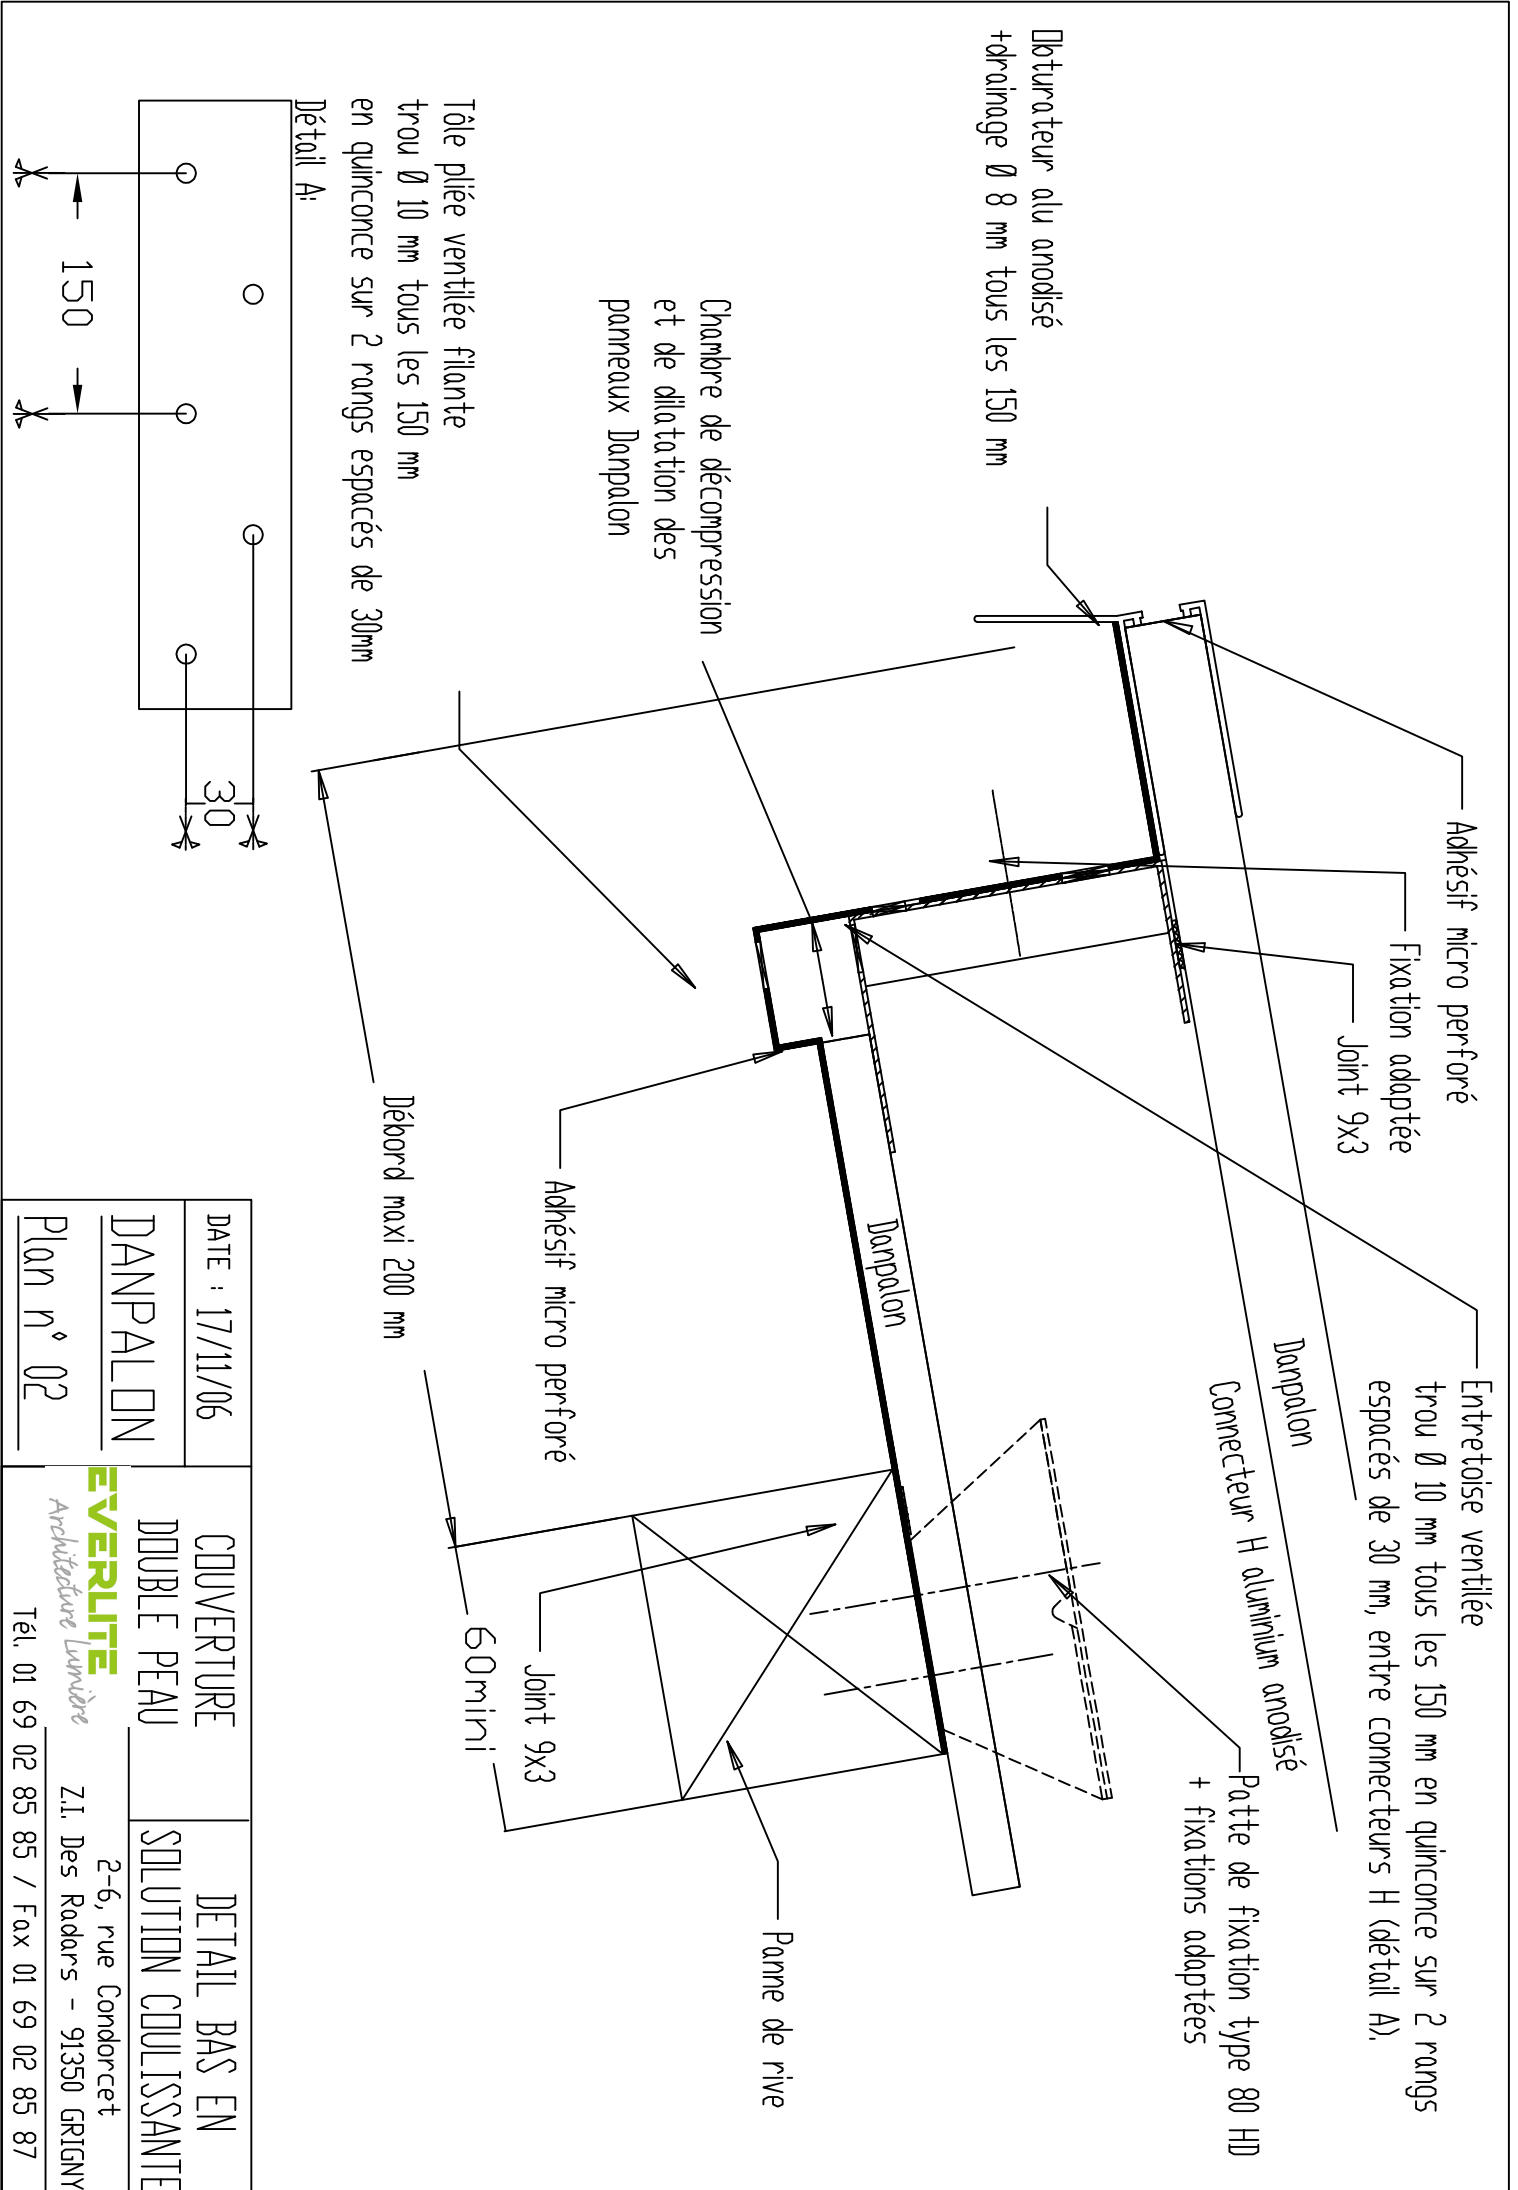 Entretoise ventillée
trou Ø 10 mm tous les 150 mm en quinconce sur 2 rangs
espacés de 30 mm, entre connecteurs H (détail A).
Adhésif micro perforé
Fixation adaptée
Joint 9x3
Danpalon
Connecteur H aluminium anodisé
Patte de fixation type 80 HD
+ fixations adaptées
Obturateur alu anodisé
+drainage Ø 8 mm tous les 150 mm
Danpalon
Panne de rive
Chambre de décompression
et de dilatation des
panneaux Danpalon
Adhésif micro perforé
Joint 9x3
60mini
Débord maxi 200 mm
Tôle pliée ventilée filante
trou Ø 10 mm tous les 150 mm
en quinconce sur 2 rangs espacés de 30mm
Détail A:
30
150
DATE : 17/11/06
DANPALON
Plan n° 02
COUVERTURE
DOUBLE PEAU
DETAIL BAS EN
SOLUTION COULISSANTE
EVERLITE
Architecture Lumière
2-6, rue Condorcet
Z.I. Des Radars - 91350 GRIGNY
Tél. 01 69 02 85 85 / Fax 01 69 02 85 87